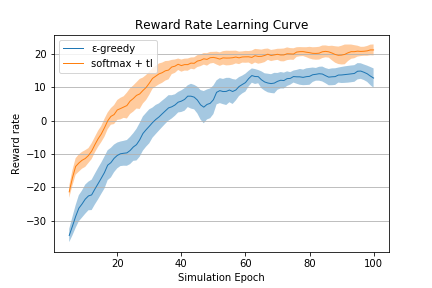 Reward Rate Learning Curve
ε-greedy
softmax + tl
Reward rate
20
10
0
−10
−20
−30
20
40
60
80
100
Simulation Epoch